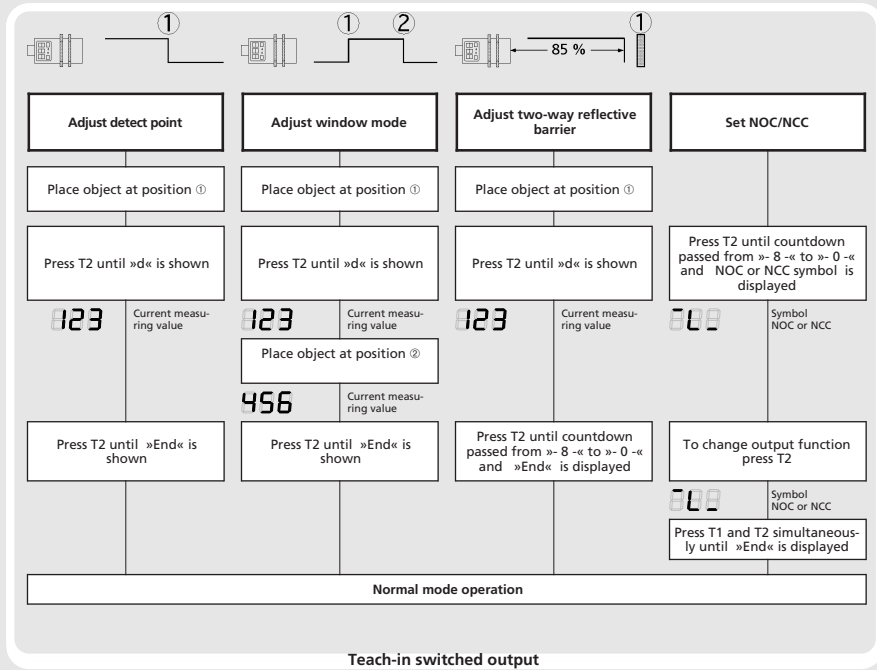 ①
① ②
①
85 %
Adjust detect point
Place object at position ①
Press T2 until »d« is shown
123
Current measu-
ring value
Press T2 until »End« is
shown
Adjust window mode
Place object at position ①
Press T2 until »d« is shown
123
Current measu-
ring value
Place object at position ②
456
Current measu-
ring value
Press T2 until »End« is
shown
Adjust two-way reflective
barrier
Place object at position ①
Press T2 until »d« is shown
123
Current measu-
ring value
Press T2 until countdown
passed from »- 8 -« to »- 0 -«
and »End« is displayed
Set NOC/NCC
Press T2 until countdown
passed from »- 8 -« to »- 0 -«
and NOC or NCC symbol is
displayed
Symbol
NOC or NCC
To change output function
press T2
Symbol
NOC or NCC
Press T1 and T2 simultaneous-
ly until »End« is displayed
Normal mode operation
Teach-in switched output